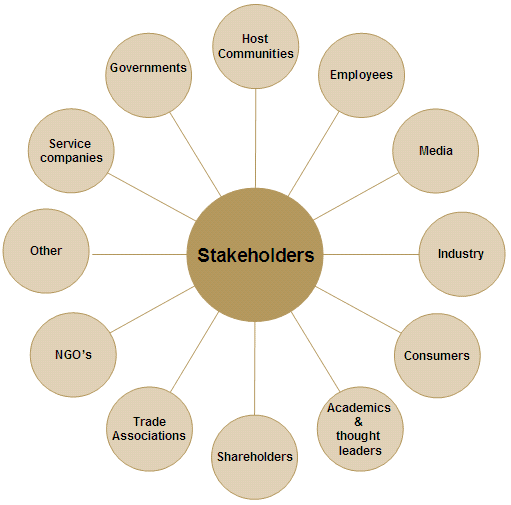 Host
Communities
Governments
Employees
Service
companies
Media
Stakeholders
Other
Industry
NGO's
Consumers
Trade
Associations
Academics
&
thought
leaders
Shareholders